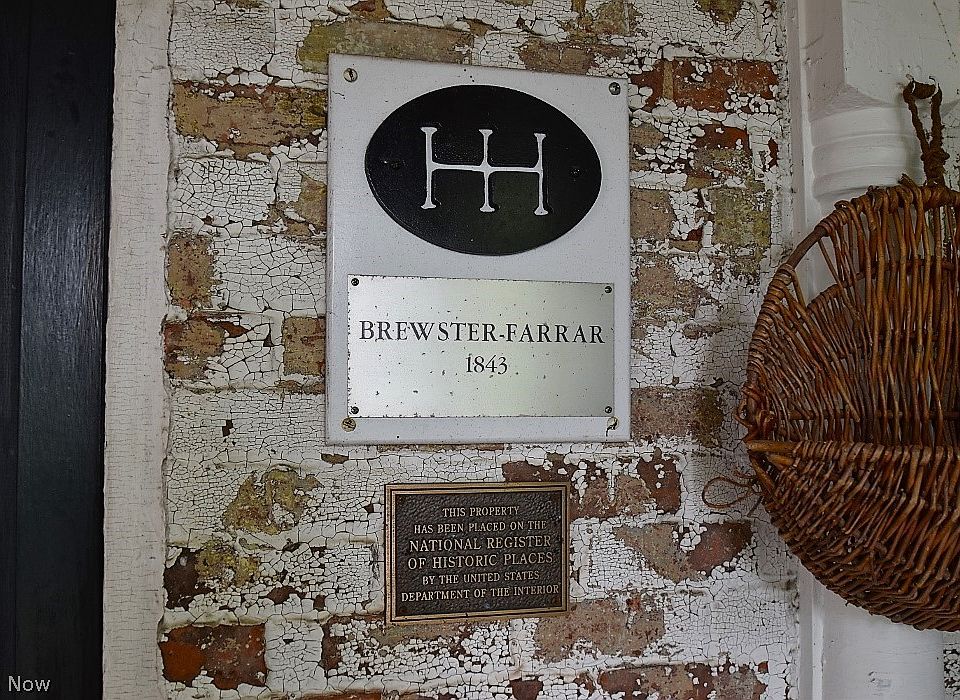 HH
BREWSTER-FARRAR
1843
THIS PROPERTY
HAS BEEN PLACED ON THE
NATIONAL REGISTER
OF HISTORIC PLACES
BY THE UNITED STATES
DEPARTMENT OF THE INTERIOR
Now